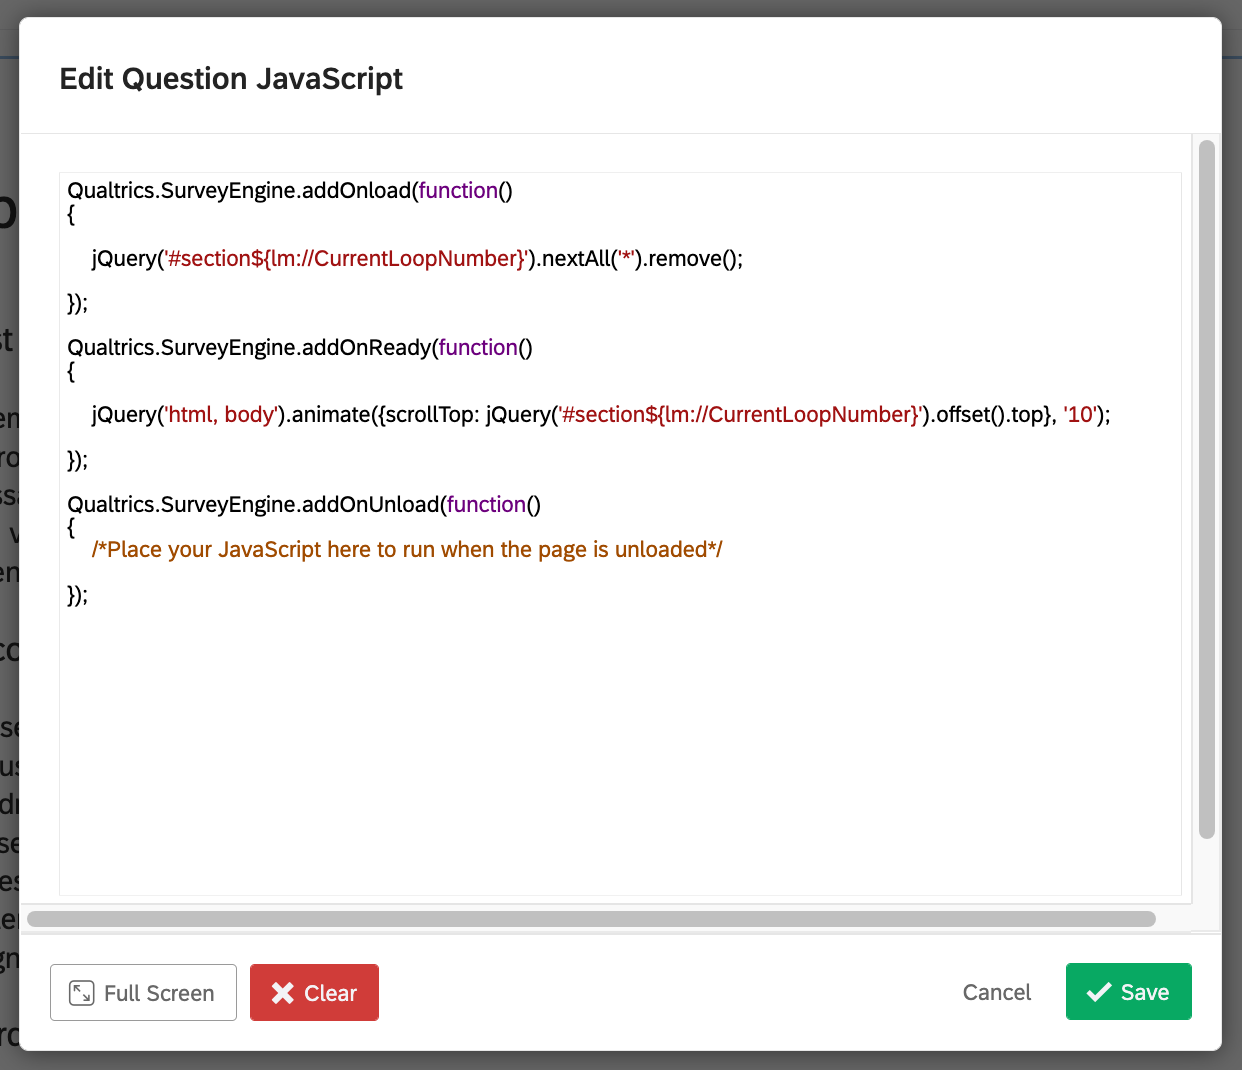 Edit Question JavaScript
Qualtrics.SurveyEngine.addOnload(function()
{
jQuery('#section${lm://CurrentLoopNumber}').nextAll('*').remove();
});
Qualtrics.SurveyEngine.addOnReady(function()
{
jQuery('html, body').animate({scrollTop: jQuery('#section${lm://CurrentLoopNumber}').offset().top}, '10');
});
Qualtrics.SurveyEngine.addOnUnload(function()
{
/*Place your JavaScript here to run when the page is unloaded*/
});
Full Screen
Clear
Cancel
Save